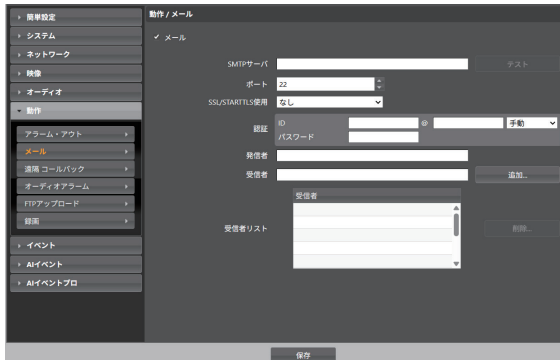 簡単設定
システム
ネットワーク
映像
オーディオ
動作
アラーム・アウト
メール
遠隔 コールバック
オーディオアラーム
FTPアップロード
録画
イベント
AIイベント
AIイベントプロ
動作 / メール
メール
SMTPサーバ テスト
ポート 22
SSL/STARTTLS使用 なし
認証 ID @ 手動
パスワード
発信者
受信者 追加...
受信者
受信者リスト 削除...
保存